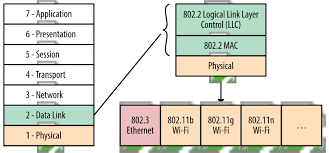 7 - Application
6 - Presentation
5 - Session
4 - Transport
3 - Network
2 - Data Link
1 - Physical
802.2 Logical Link Layer
Control (LLC)
802.2 MAC
Physical
802.3
Ethernet
802.11b
Wi-Fi
802.11g
Wi-Fi
802.11n
Wi-Fi
...